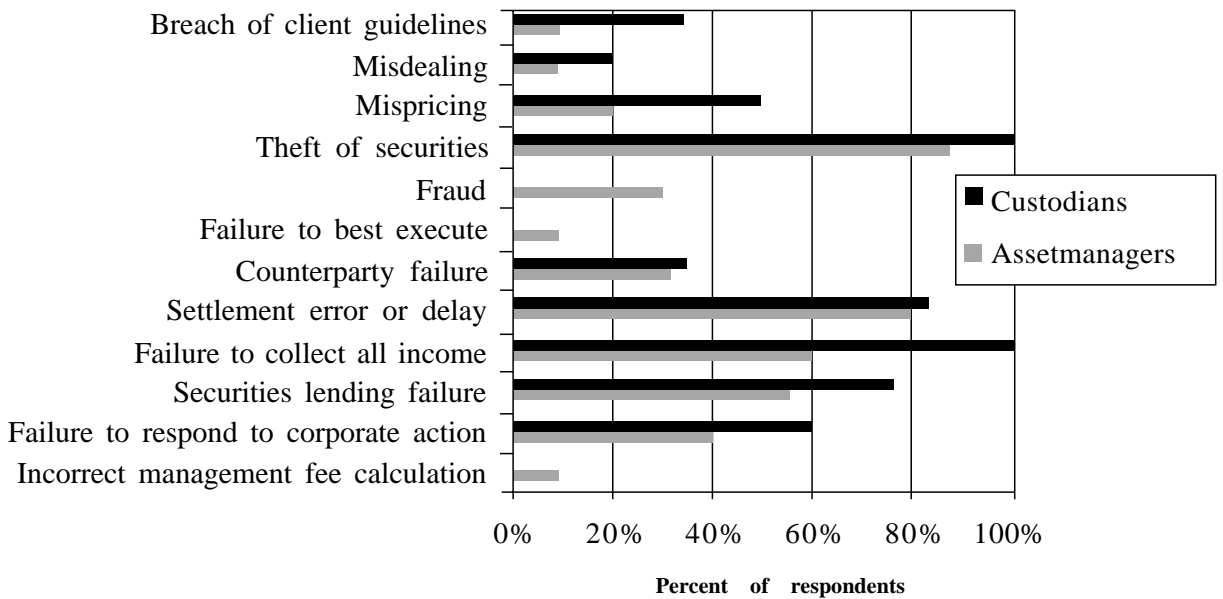 Breach of client guidelines
Misdealing
Mispricing
Theft of securities
Fraud
Failure to best execute
Counterparty failure
Settlement error or delay
Failure to collect all income
Securities lending failure
Failure to respond to corporate action
Incorrect management fee calculation
Custodians
Assetmanagers
0% 20% 40% 60% 80% 100%
Percent of respondents